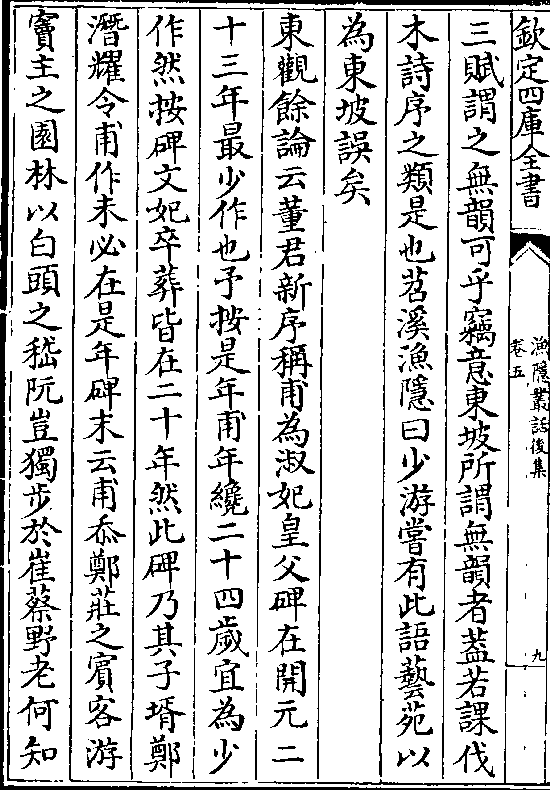 欽定四庫全書
漁隱叢話後集
卷五
九
三賦謂之無韻可乎竊意東坡所謂無韻者葢若課伐
木詩序之類是也苕溪漁隱曰少游嘗有此語藝苑以
為東坡誤矣
東觀餘論云董君新序稱甫為淑妃皇父碑在開元二
十三年最少作也予按是年甫年纔二十四歲宜為少
作然按碑文妃卒葬皆在二十年然此碑乃其子壻鄭
潛耀令甫作未必在是年碑末云甫忝鄭莊之賓客游
竇主之園林以白頭之嵇阮豈獨步於崔蔡野老何知